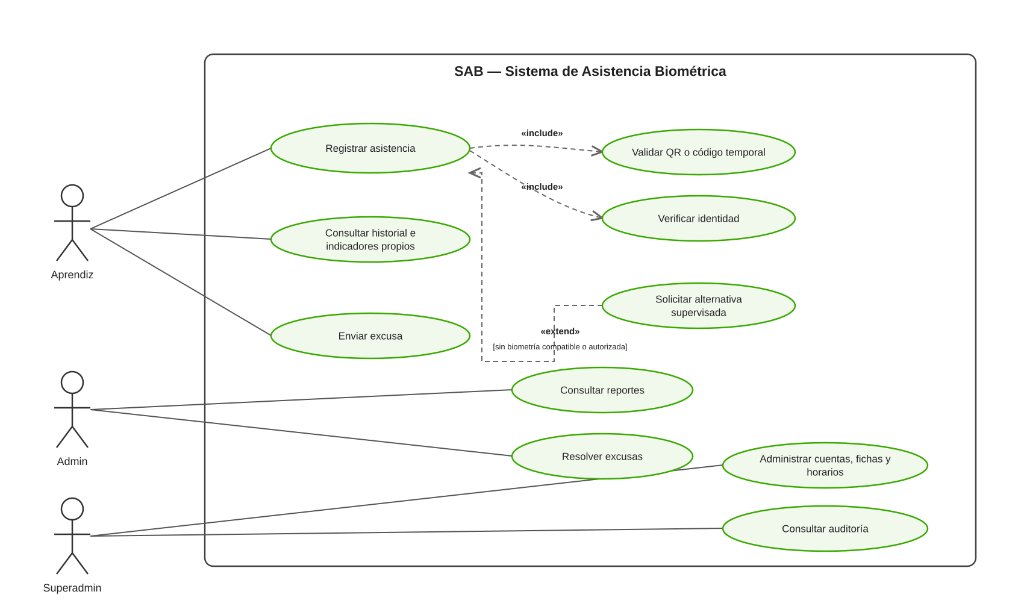 SAB — Sistema de Asistencia Biométrica
Registrar asistencia
«include»
Validar QR o código temporal
«include»
Verificar identidad
Aprendiz
Consultar historial e
indicadores propios
Solicitar alternativa
supervisada
Enviar excusa
«extend»
[sin biometría compatible o autorizada]
Admin
Consultar reportes
Resolver excusas
Administrar cuentas, fichas y
horarios
Consultar auditoría
Superadmin